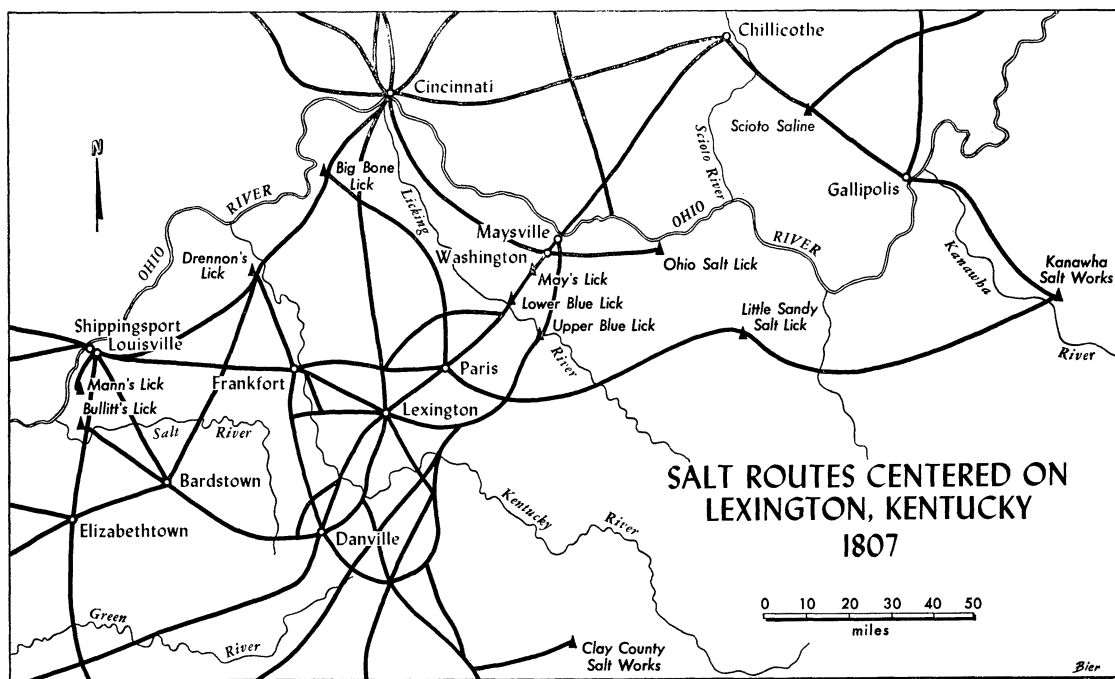 Chillicothe
Cincinnati
Scioto Saline
N
Big Bone
Lick
Scioto River
RIVER
Licking
Gallipolis
OHIO
Maysville
Washington
RIVER
Kanawha
OHIO
Drennon's
Lick
Ohio Salt Lick
Kanawha
Salt Works
May's Lick
Lower Blue Lick
Shippingsport
Louisville
Upper Blue Lick
Little Sandy
Salt Lick
River
River
Frankfort
Paris
Mann's Lick
Bullitt's Lick
Lexington
Salt River
Bardstown
SALT ROUTES CENTERED ON
LEXINGTON, KENTUCKY
1807
Kentucky
River
Elizabethtown
Danville
0 10 20 30 40 50
miles
Green
River
Clay County
Salt Works
Bier